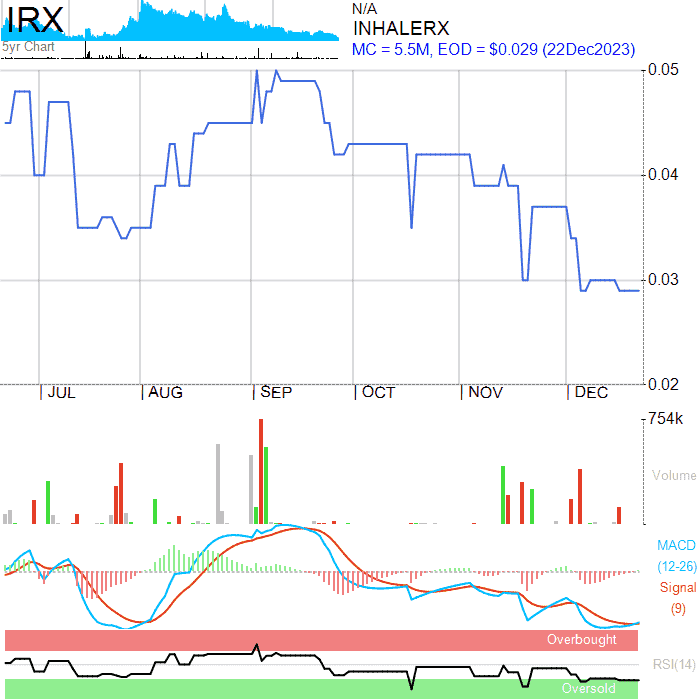 IRX
5yr Chart
N/A
INHALERX
MC = 5.5M, EOD = $0.029 (22Dec2023)
0.05
0.04
0.03
0.02
JUL
AUG
SEP
OCT
NOV
DEC
754k
Volume
MACD
(12-26)
Signal
(9)
Overbought
RSI(14)
Oversold